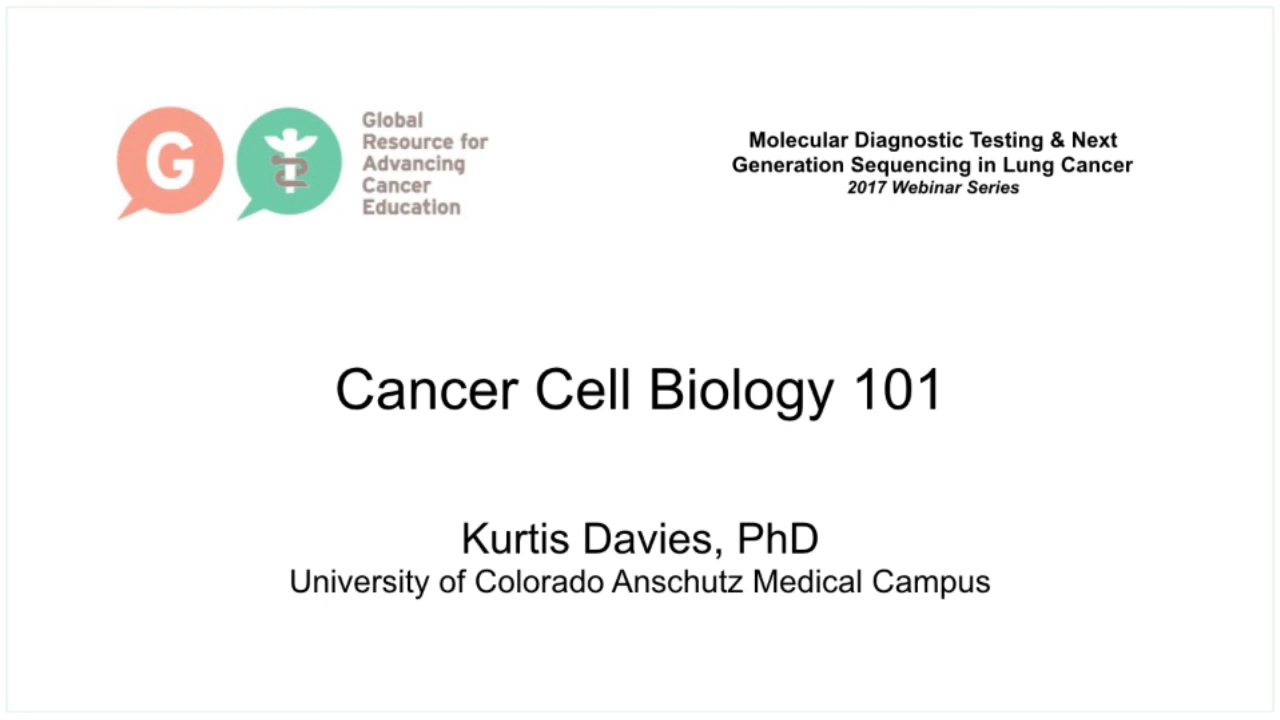 G
Global
Resource for
Advancing
Cancer
Education
Molecular Diagnostic Testing & Next
Generation Sequencing in Lung Cancer
2017 Webinar Series
Cancer Cell Biology 101
Kurtis Davies, PhD
University of Colorado Anschutz Medical Campus